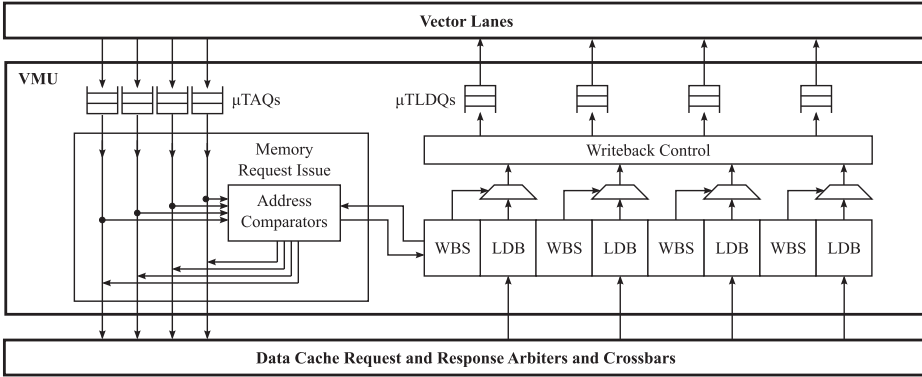 Vector Lanes
VMU
μTAQs
μTLDQs
Memory
Request Issue
Writeback Control
Address
Comparators
WBS
LDB
WBS
LDB
WBS
LDB
WBS
LDB
Data Cache Request and Response Arbiters and Crossbars